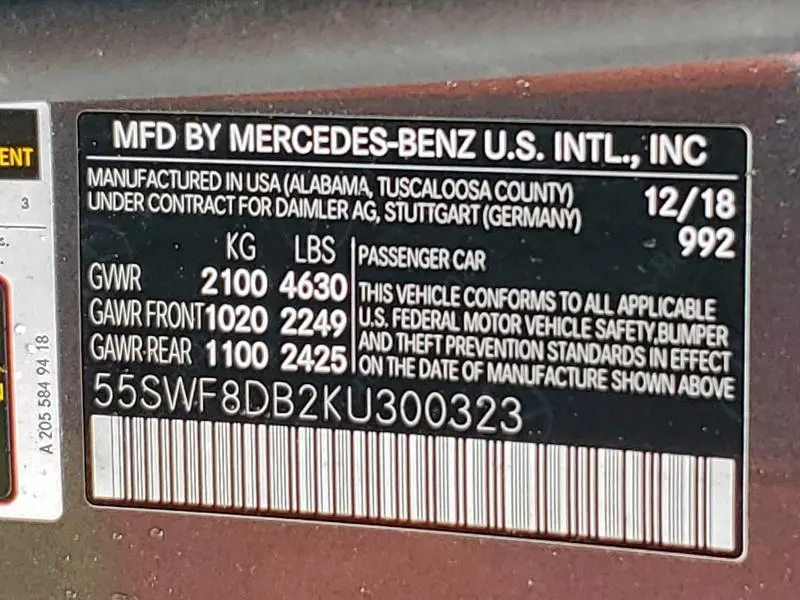 MFD BY MERCEDES-BENZ U.S. INTL., INC
MANUFACTURED IN USA (ALABAMA, TUSCALOOSA COUNTY) 12/18
UNDER CONTRACT FOR DAIMLER AG, STUTTGART (GERMANY) 992
KG LBS
GVWR 2100 4630
GAWR FRONT 1020 2249
GAWR-REAR 1100 2425
PASSENGER CAR
THIS VEHICLE CONFORMS TO ALL APPLICABLE
U.S. FEDERAL MOTOR VEHICLE SAFETY,BUMPER
AND THEFT PREVENTION STANDARDS IN EFFECT
ON THE DATE OF MANUFACTURE SHOWN ABOVE
55SWF8DB2KU300323
ENT
3
s.
A 205 584 94 18